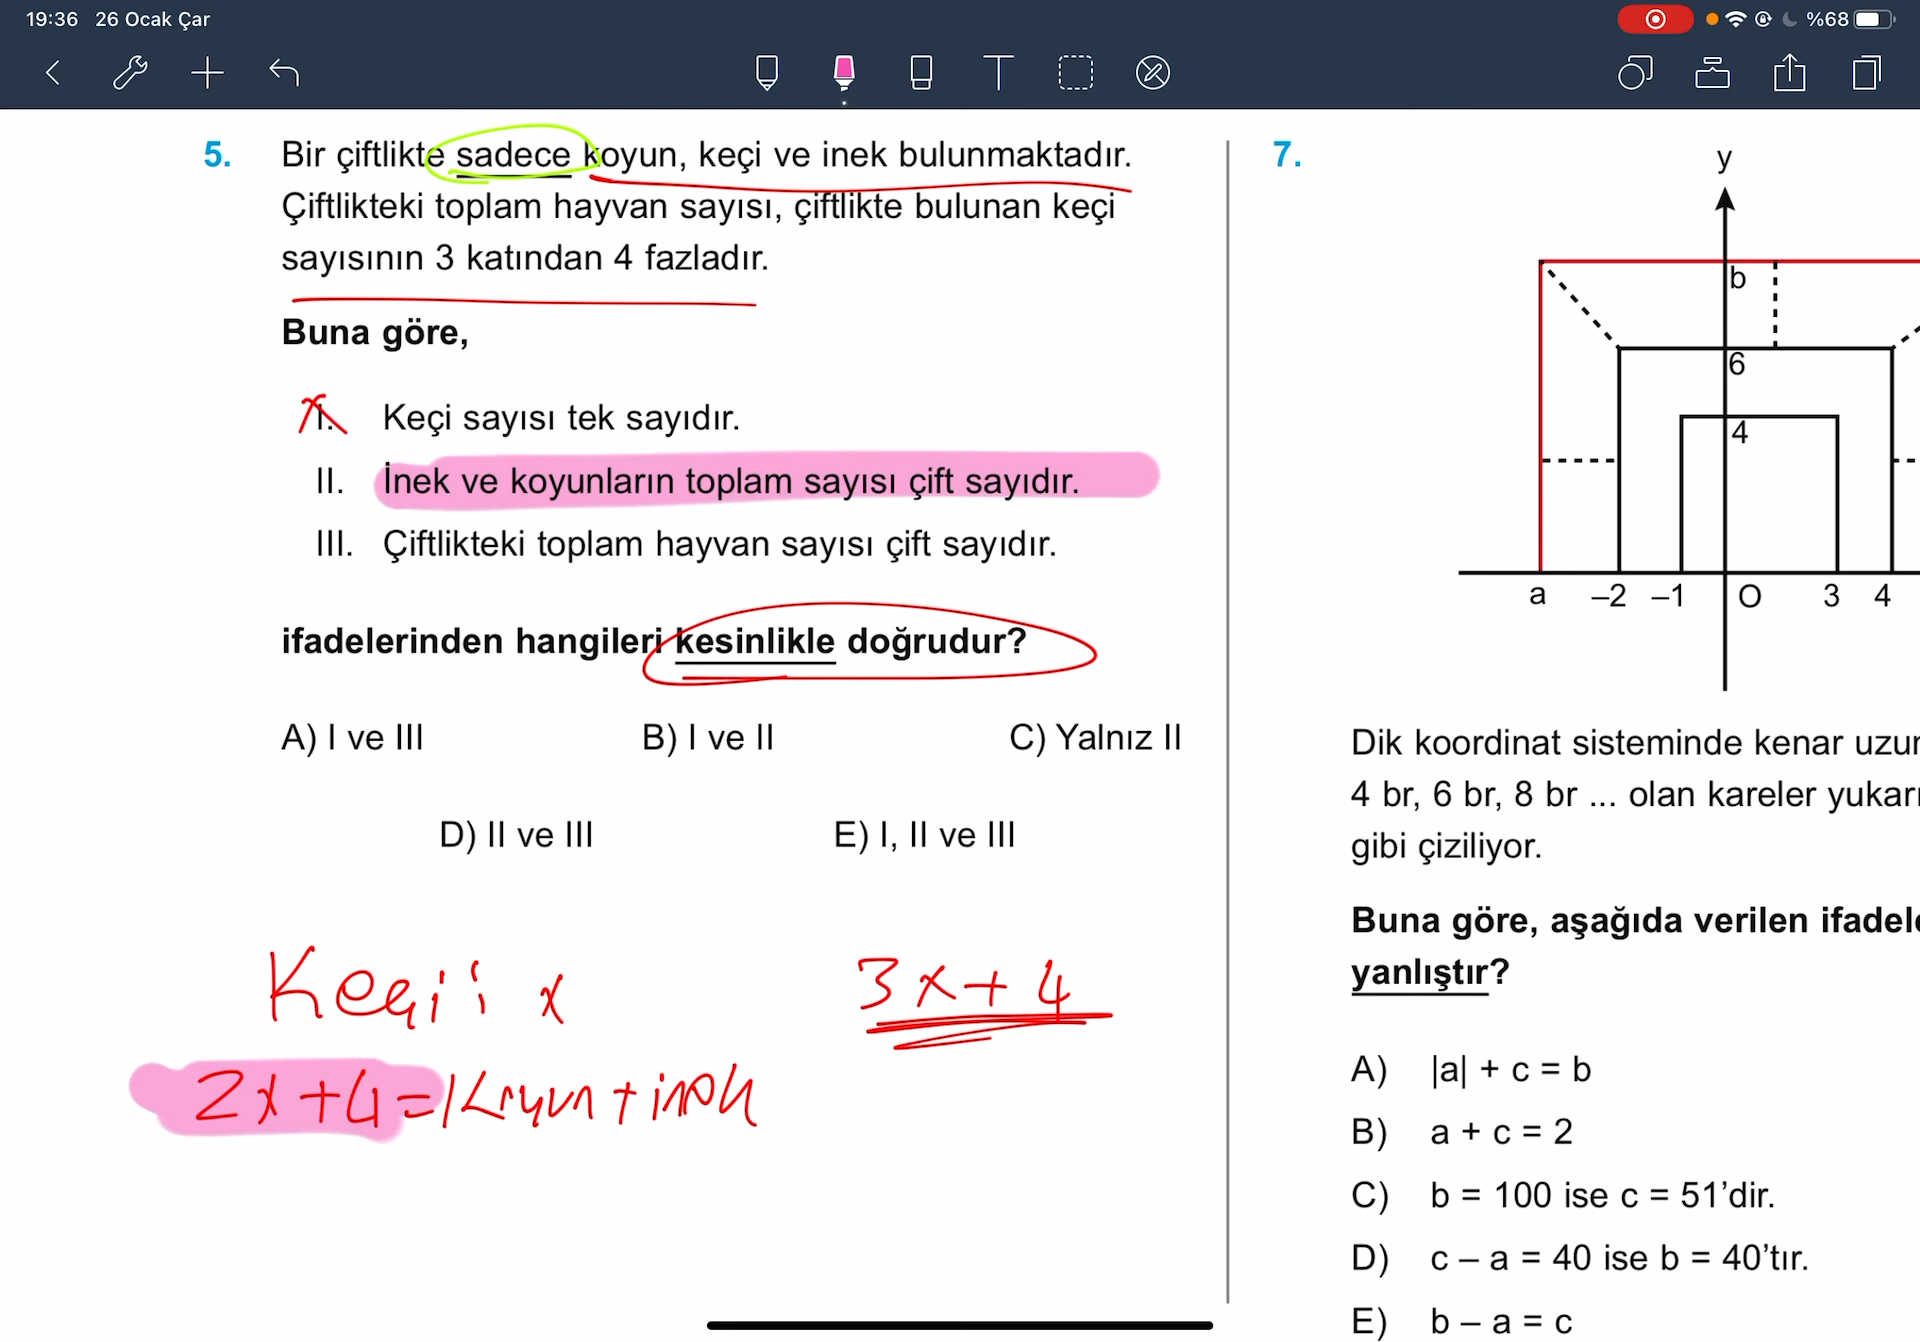 19:36 26 Ocak Çar
%68
5. Bir çiftlikte sadece koyun, keçi ve inek bulunmaktadır.
Çiftlikteki toplam hayvan sayısı, çiftlikte bulunan keçi
sayısının 3 katından 4 fazladır.
Buna göre,
I. Keçi sayısı tek sayıdır.
II. İnek ve koyunların toplam sayısı çift sayıdır.
III. Çiftlikteki toplam hayvan sayısı çift sayıdır.
ifadelerinden hangileri kesinlikle doğrudur?
A) I ve III B) I ve II C) Yalnız II
D) II ve III E) I, II ve III
Keçi: x
3x+4
2x+4=Koyun+inek
7.
y
b
6
4
a –2 –1 O 3 4
Dik koordinat sisteminde kenar
4 br, 6 br, 8 br ... olan kareler
gibi çiziliyor.
Buna göre, aşağıda verilen
yanlıştır?
A) |a| + c = b
B) a + c = 2
C) b = 100 ise c = 51’dir.
D) c – a = 40 ise b = 40’tır.
E) b – a = c